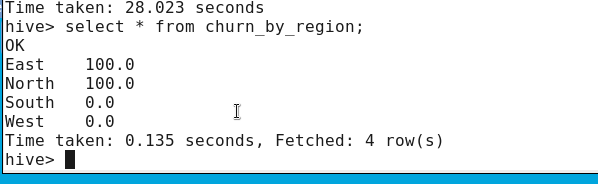 Time taken: 28.023 seconds
hive> select * from churn_by_region;
OK
East	100.0
North	100.0
South	0.0
West	0.0
Time taken: 0.135 seconds, Fetched: 4 row(s)
hive>